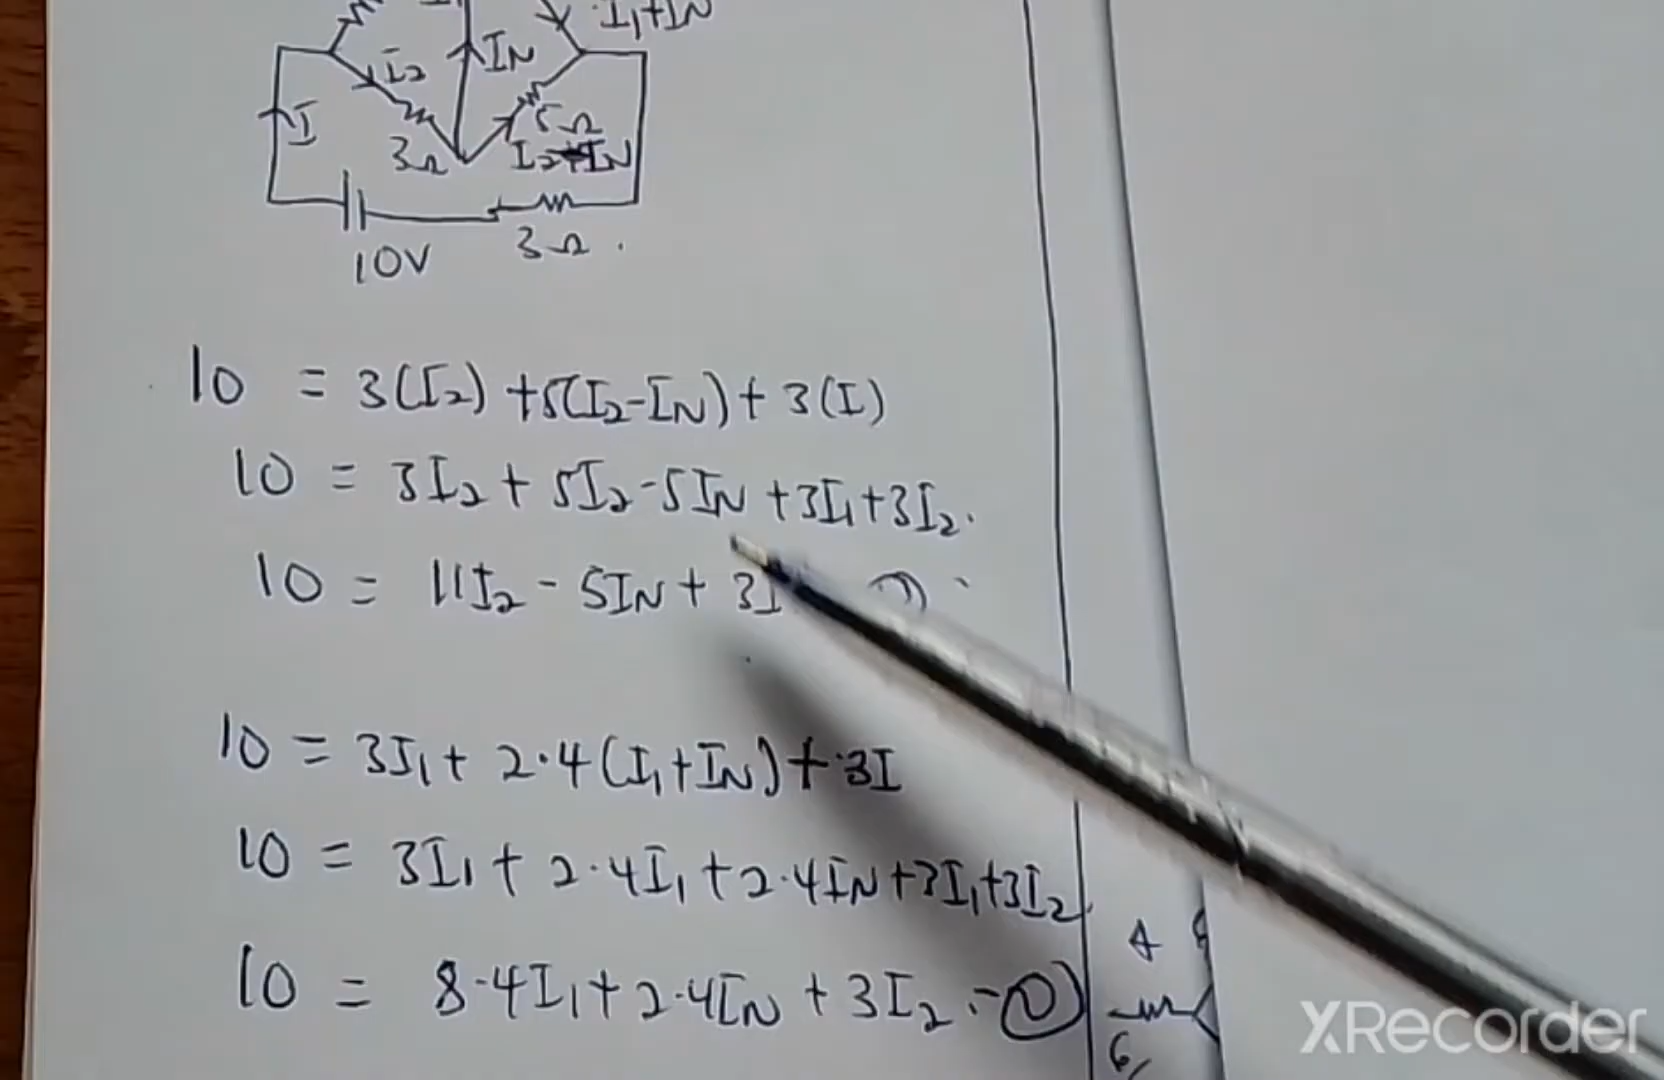 I₁+IN
I₂
IN
I
5Ω
3Ω
I₂-IN
10V
3Ω
10 = 3(I₂) +5(I₂-IN)+ 3(I)
10 = 3I₂ + 5I₂ -5IN +3I₁+3I₂.
10 = 11I₂ - 5IN + 3I
10 = 3I₁+ 2.4(I₁+IN)+ 3I
10 = 3I₁ + 2.4I₁ +2.4IN+3I₁+3I₂
10 = 8.4I₁+2.4IN + 3I₂ -
XRecorder